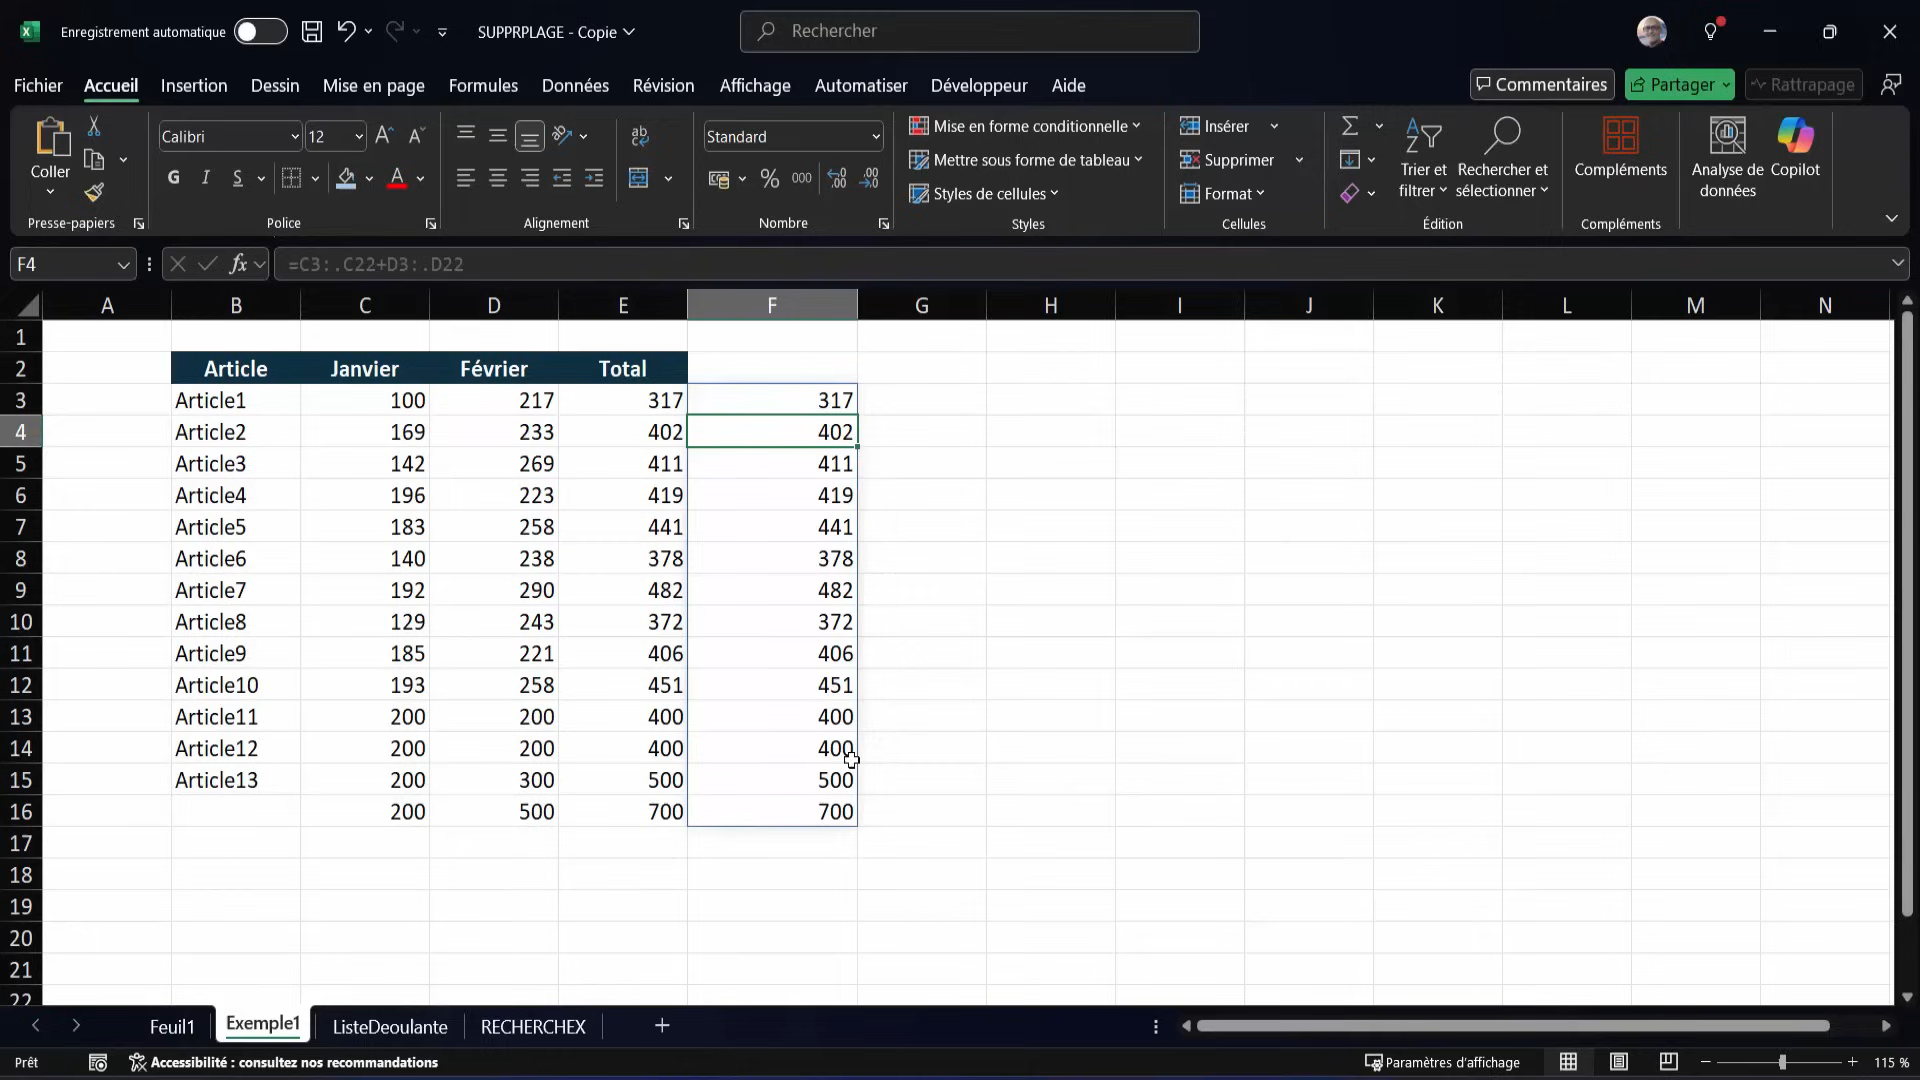 Enregistrement automatique SUPPRPLAGE - Copie Rechercher
Fichier Accueil Insertion Dessin Mise en page Formules Données Révision Affichage Automatiser Développeur Aide Commentaires Partager Rattrapage
Coller
Presse-papiers
Calibri 12
G I S A
Police
ab
Alignement
Standard
% 000
Nombre
Mise en forme conditionnelle
Mettre sous forme de tableau
Styles de cellules
Styles
Insérer
Supprimer
Format
Cellules
Trier et filtrer
Rechercher et sélectionner
Édition
Compléments
Compléments
Analyse de données
Copilot
F4 fx =C3:.C22+D3:.D22
A B C D E F G H I J K L M N
1
2 Article Janvier Février Total
3 Article1 100 217 317 317
4 Article2 169 233 402 402
5 Article3 142 269 411 411
6 Article4 196 223 419 419
7 Article5 183 258 441 441
8 Article6 140 238 378 378
9 Article7 192 290 482 482
10 Article8 129 243 372 372
11 Article9 185 221 406 406
12 Article10 193 258 451 451
13 Article11 200 200 400 400
14 Article12 200 200 400 400
15 Article13 200 300 500 500
16 200 500 700 700
17
18
19
20
21
22
Feuil1 Exemple1 ListeDeoulante RECHERCHEX
Prêt Accessibilité : consultez nos recommandations Paramètres d'affichage 115 %